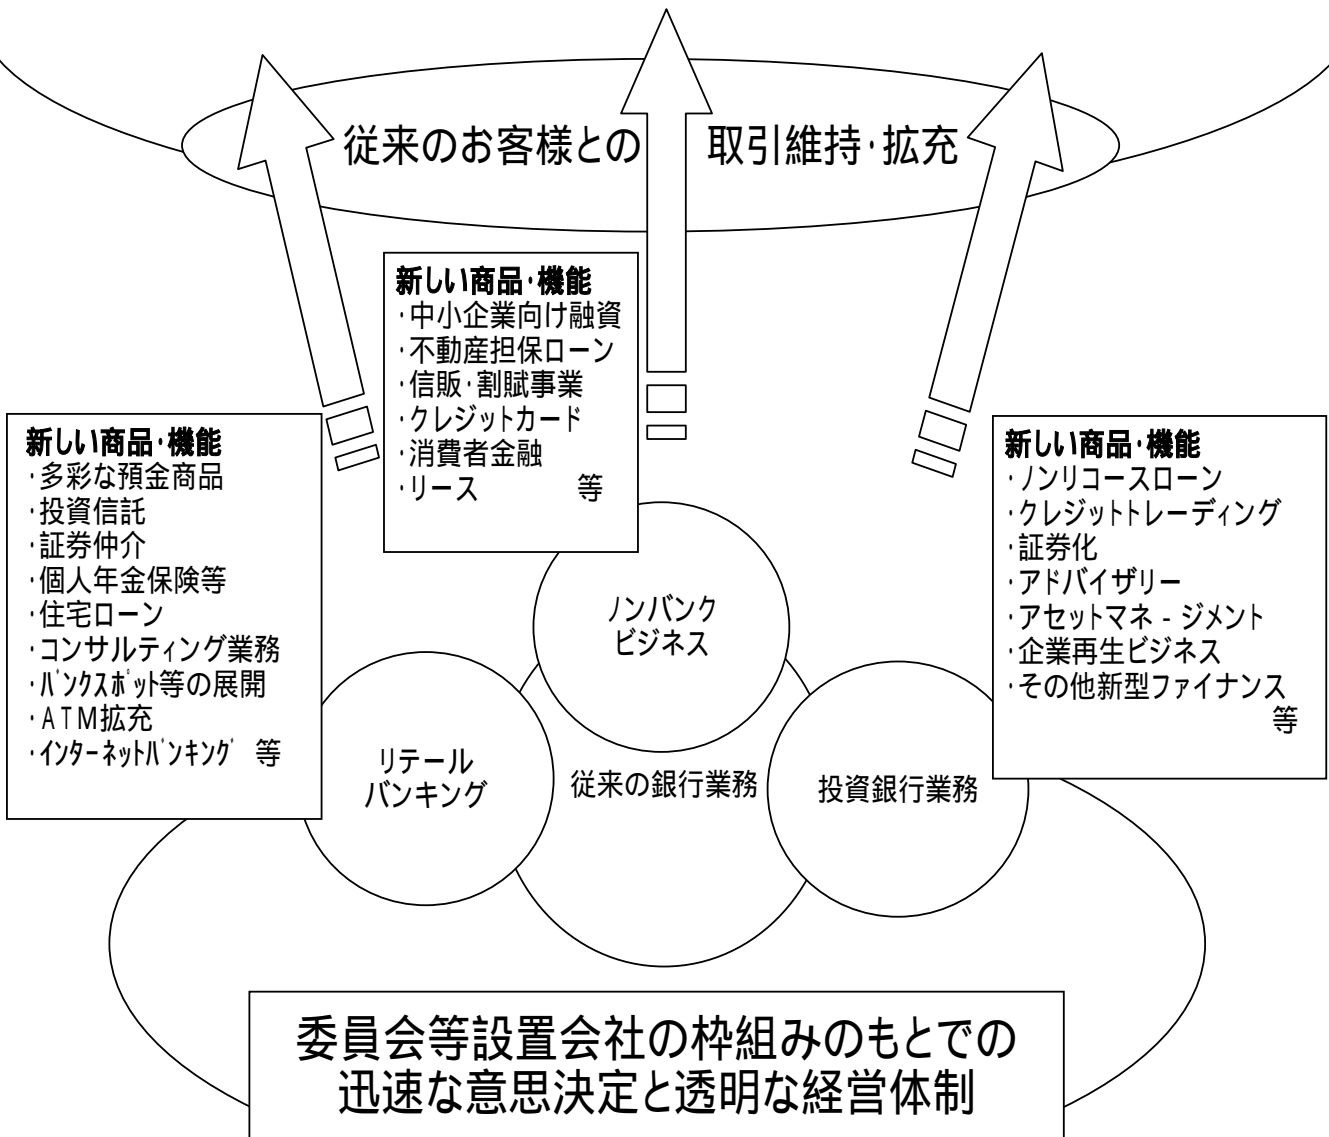 従来のお客様との 取引維持・拡充
新しい商品・機能
・中小企業向け融資
・不動産担保ローン
・信販・割賦事業
・クレジットカード
・消費者金融
・リース 等
新しい商品・機能
・多彩な預金商品
・投資信託
・証券仲介
・個人年金保険等
・住宅ローン
・コンサルティング業務
・バンクスポット等の展開
・ATM拡充
・インターネットバンキング 等
新しい商品・機能
・ノンリコースローン
・クレジットトレーディング
・証券化
・アドバイザリー
・アセットマネ - ジメント
・企業再生ビジネス
・その他新型ファイナンス
等
ノンバンク
ビジネス
リテール
バンキング
従来の銀行業務
投資銀行業務
委員会等設置会社の枠組みのもとでの
迅速な意思決定と透明な経営体制